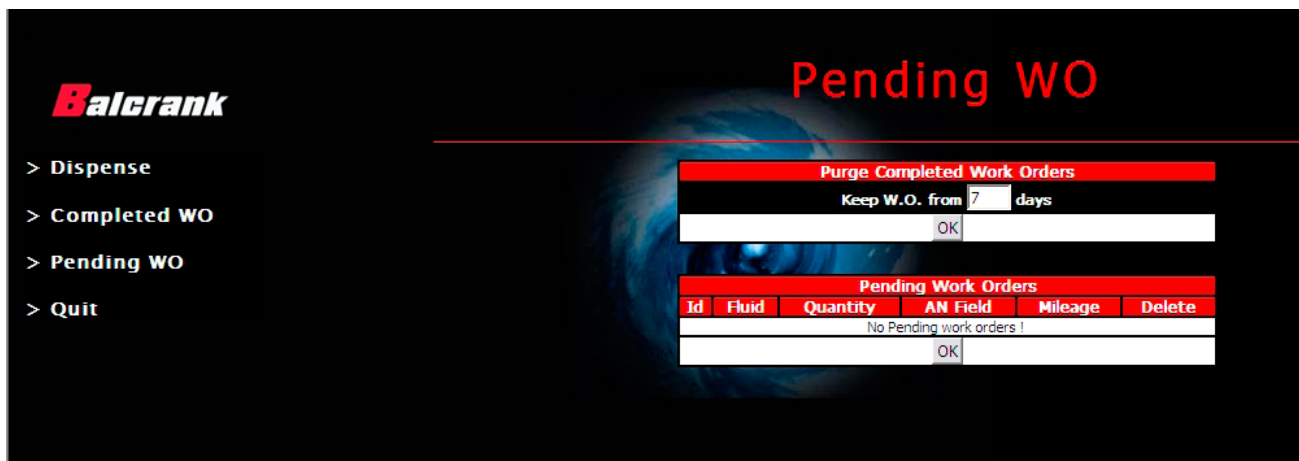 Balcrank
> Dispense
> Completed WO
> Pending WO
> Quit
Pending WO
Purge Completed Work Orders
Keep W.O. from 7 days
OK
Pending Work Orders
Id Fluid Quantity AN Field Mileage Delete
No Pending work orders !
OK